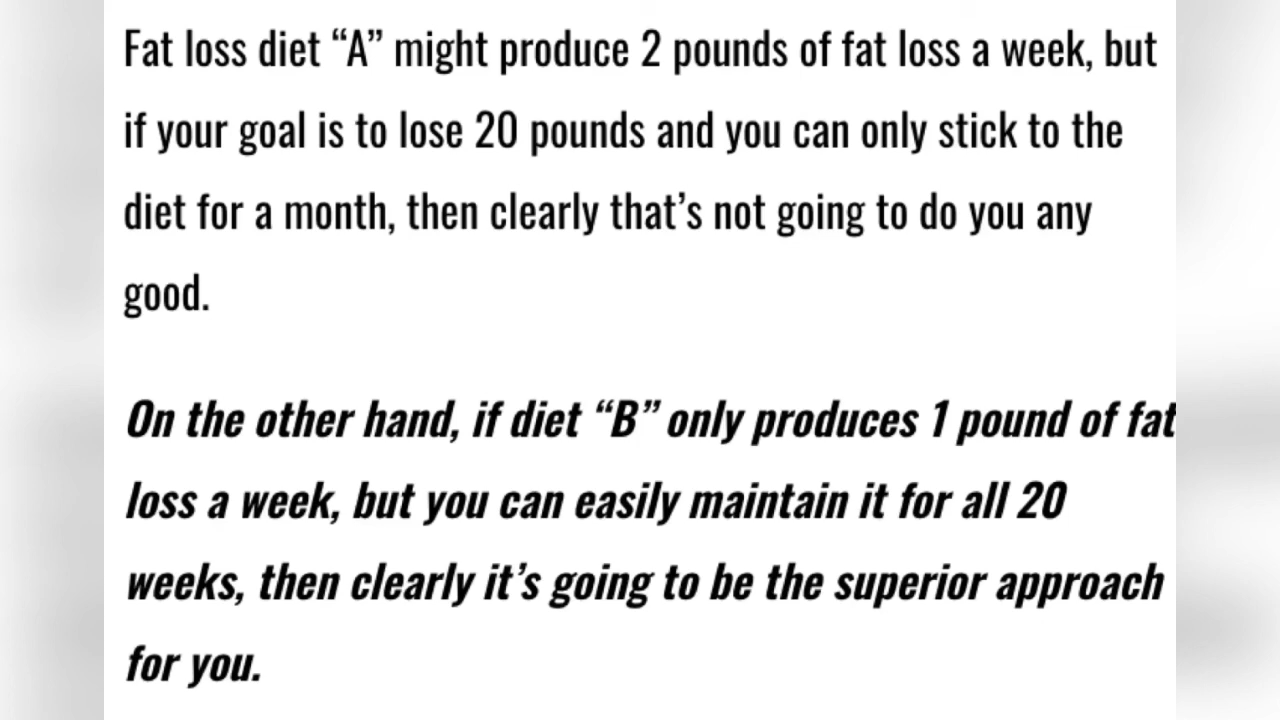 Fat loss diet “A” might produce 2 pounds of fat loss a week, but
if your goal is to lose 20 pounds and you can only stick to the
diet for a month, then clearly that’s not going to do you any
good.
On the other hand, if diet “B” only produces 1 pound of fat
loss a week, but you can easily maintain it for all 20
weeks, then clearly it’s going to be the superior approach
for you.